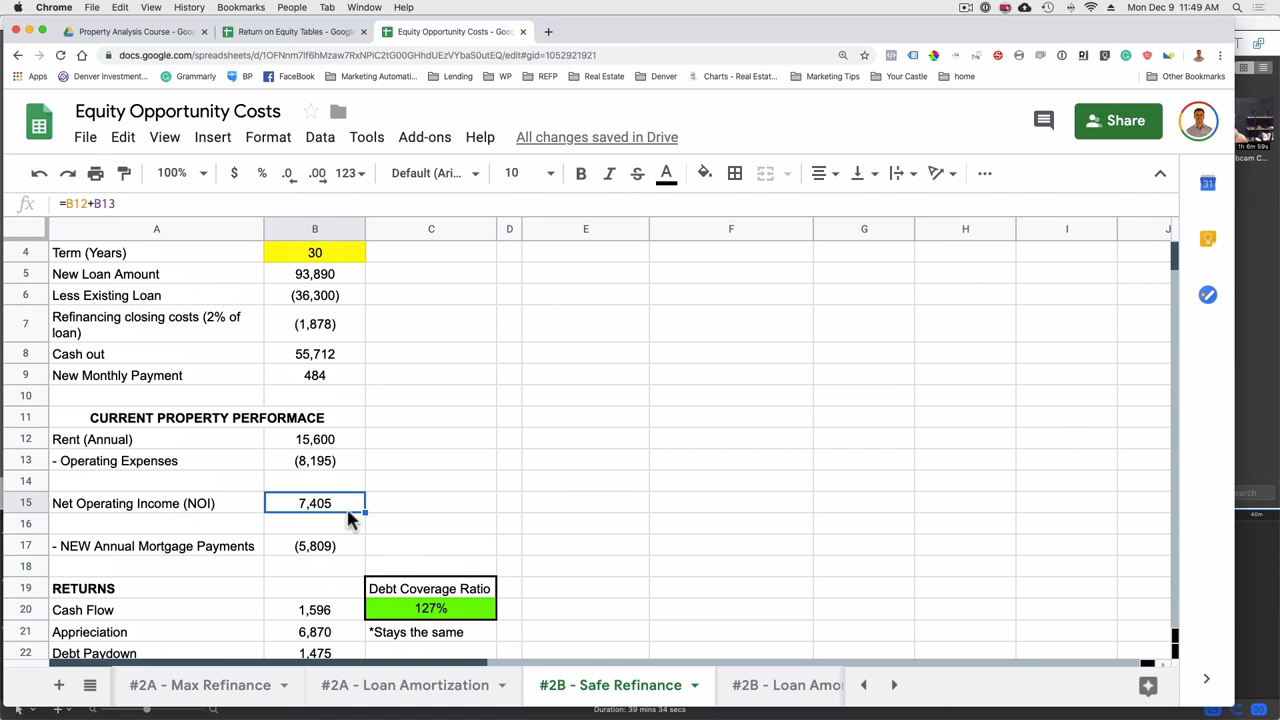 Chrome File Edit View History Bookmarks People Tab Window Help Mon Dec 9 11:49 AM
Property Analysis Course - Goo Return on Equity Tables - Google Equity Opportunity Costs - Goo
docs.google.com/spreadsheets/d/1OFNnm7lf6hMzaw7RxNPiC2tG00GHhdUEzVYbaS0utEQ/edit#gid=1052921921
Apps Denver Investment... Grammarly BP FaceBook Marketing Automati... Lending WP REFP Real Estate Denver Charts - Real Estat... Marketing Tips Your Castle home Other Bookmarks
Equity Opportunity Costs
Share
File Edit View Insert Format Data Tools Add-ons Help All changes saved in Drive
1h 6m 59s
100% $ % .0 .00 123 Default (Ari... 10 B I S A
fx =B12+B13
A B C D E F G H I J
4 Term (Years) 30
5 New Loan Amount 93,890
6 Less Existing Loan (36,300)
7 Refinancing closing costs (2% of
loan) (1,878)
8 Cash out 55,712
9 New Monthly Payment 484
10
11 CURRENT PROPERTY PERFORMACE
12 Rent (Annual) 15,600
13 - Operating Expenses (8,195)
14
15 Net Operating Income (NOI) 7,405
16
17 - NEW Annual Mortgage Payments (5,809)
18
19 RETURNS Debt Coverage Ratio
20 Cash Flow 1,596 127%
21 Appreciation 6,870 *Stays the same
22 Debt Paydown 1,475
#2A - Max Refinance #2A - Loan Amortization #2B - Safe Refinance #2B - Loan Amo
Duration: 39 mins 34 secs